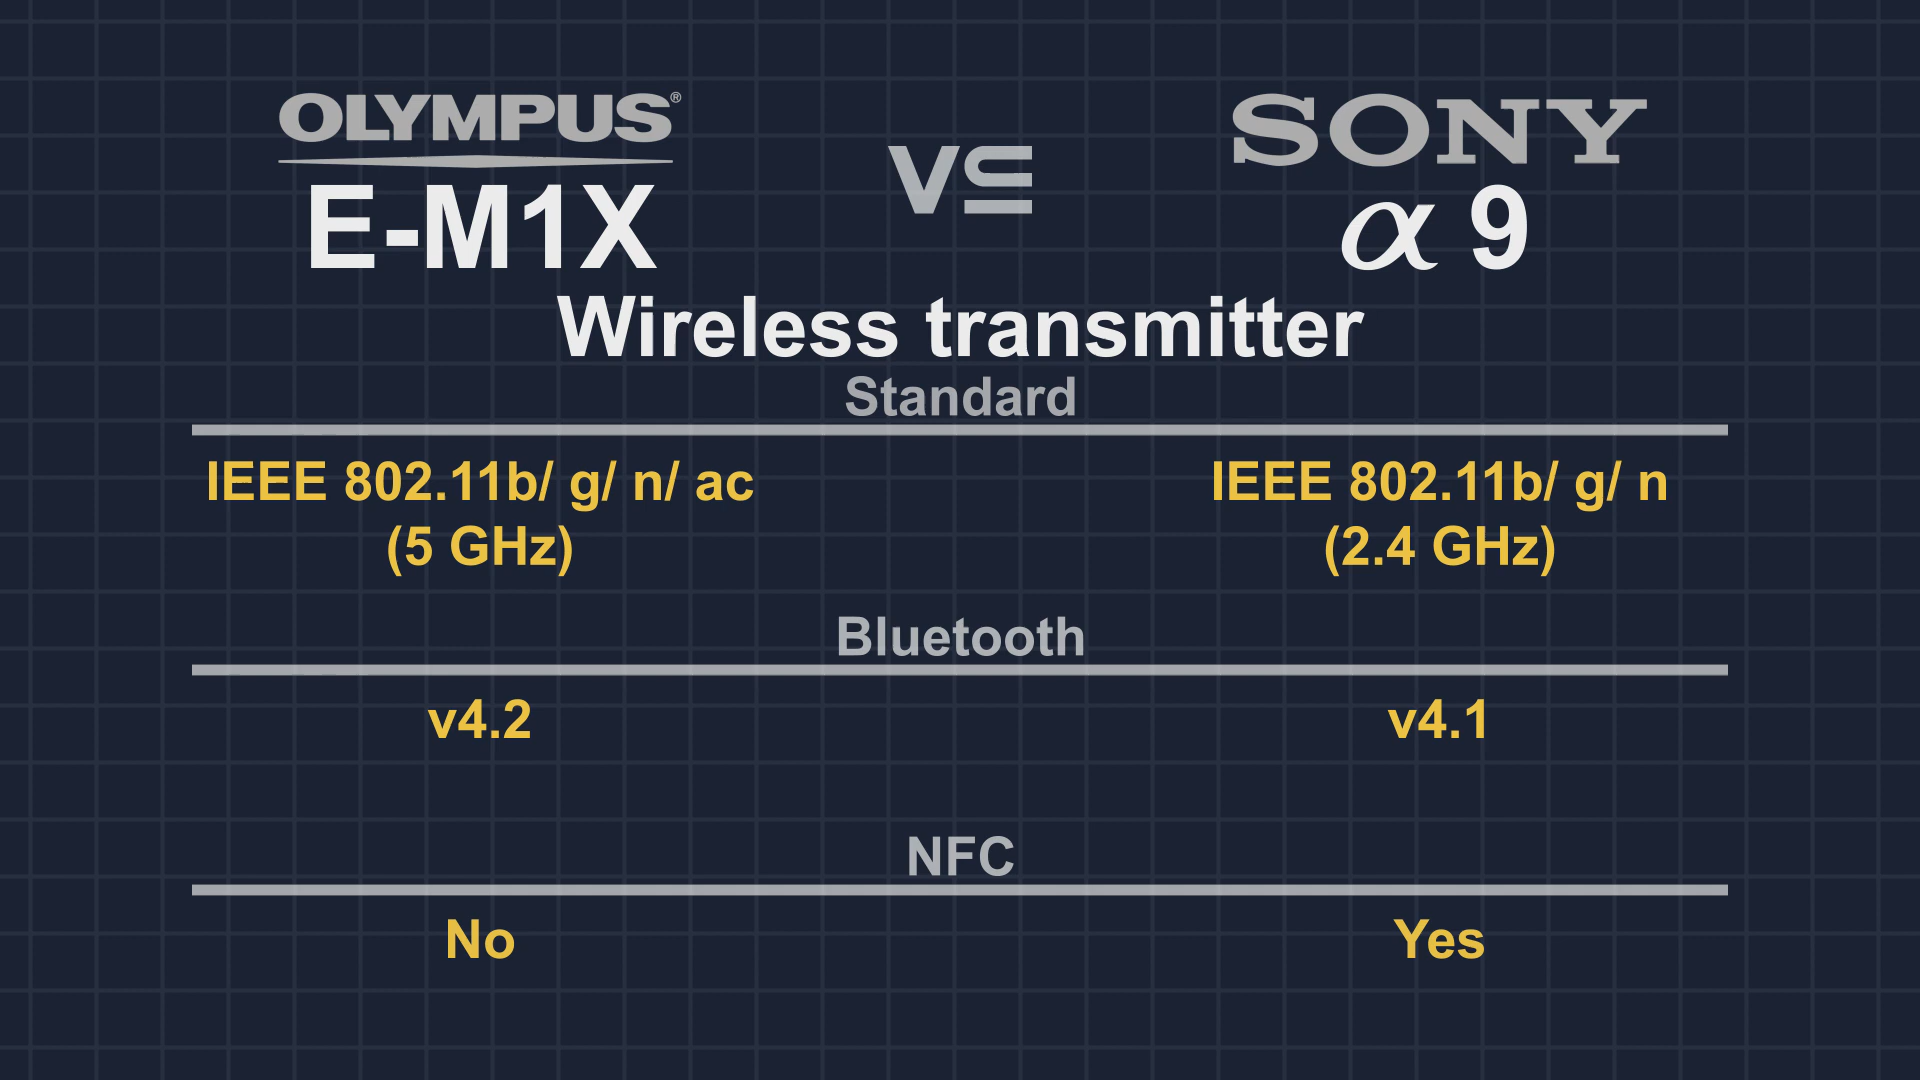 OLYMPUS®
VS
SONY
E-M1X
α 9
Wireless transmitter
Standard
IEEE 802.11b/ g/ n/ ac
IEEE 802.11b/ g/ n
(5 GHz)
(2.4 GHz)
Bluetooth
v4.2
v4.1
NFC
No
Yes